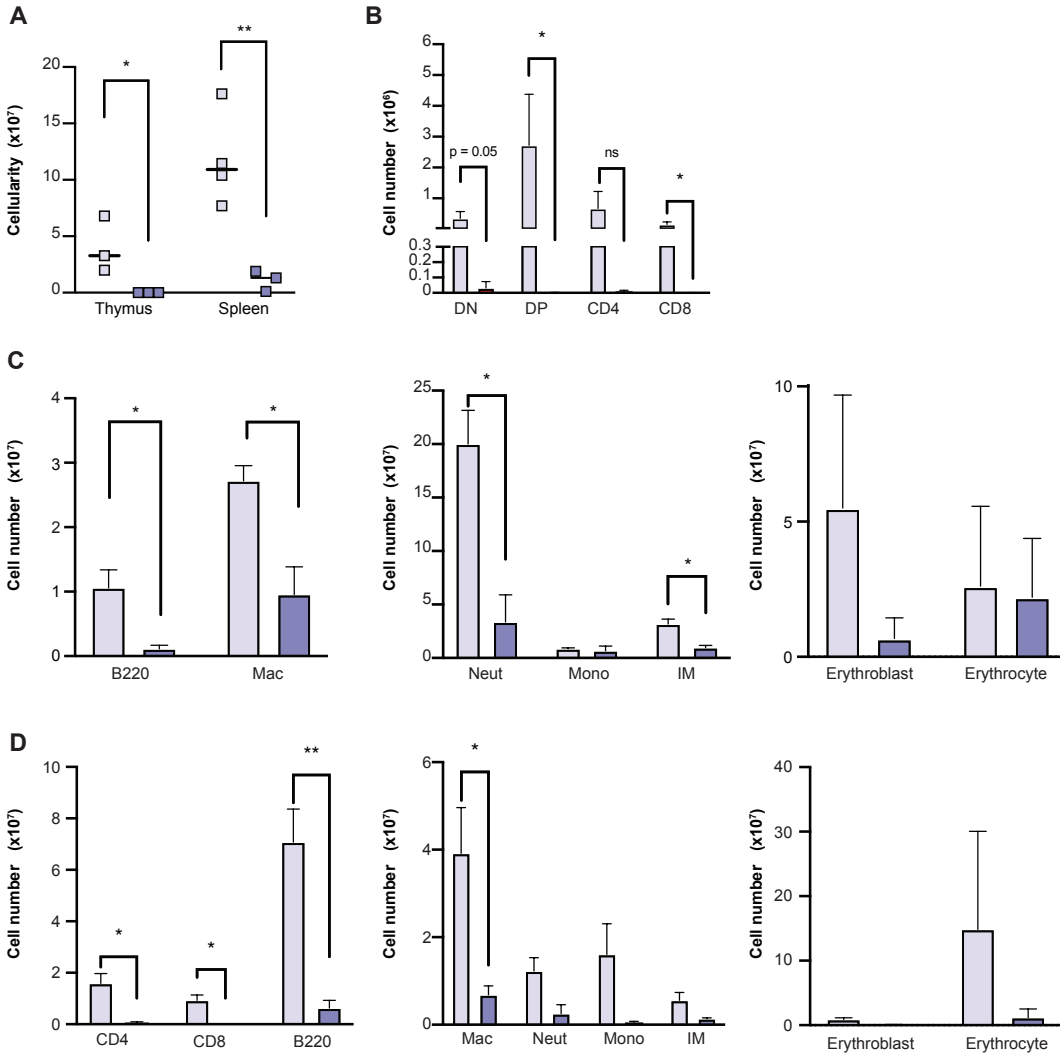 A
Cellularity (x10⁷)
20
15
10
5
0
*
**
Thymus
Spleen
B
Cell number (x10⁶)
6
5
4
3
2
1
0.3
0.2
0.1
0
p = 0.05
*
ns
*
DN
DP
CD4
CD8
C
Cell number (x10⁷)
4
3
2
1
0
*
*
B220
Mac
Cell number (x10⁷)
25
20
15
10
5
0
*
*
Neut
Mono
IM
Cell number (x10⁷)
10
5
0
Erythroblast
Erythrocyte
D
Cell number (x10⁷)
10
8
6
4
2
0
*
*
**
CD4
CD8
B220
Cell number (x10⁷)
6
4
2
0
*
Mac
Neut
Mono
IM
Cell number (x10⁷)
40
30
20
10
0
Erythroblast
Erythrocyte